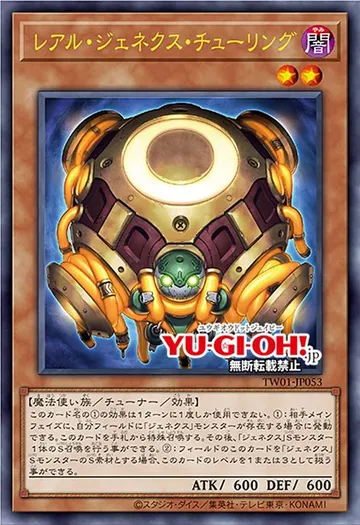 レアル・ジェネクス・チューリング
やみ
闇
ユウギオウドットジェイピー
YU-GI-OH!.jp
無断転載禁止
TW01-JP053
【魔法使い族／チューナー／効果】
このカード名の①の効果は１ターンに１度しか使用できない。①：相手メイン
フェイズに、自分フィールドに「ジェネクス」モンスターが存在する場合に発動
できる。このカードを手札から特殊召喚する。その後、「ジェネクス」Sモンスター
１体のS召喚を行う事ができる。②：フィールドのこのカードを「ジェネクス」
SモンスターのS素材とする場合、このカードのレベルを１または３として扱う
事ができる。
ATK/ 600 DEF/ 600
©スタジオ・ダイス／集英社・テレビ東京・KONAMI